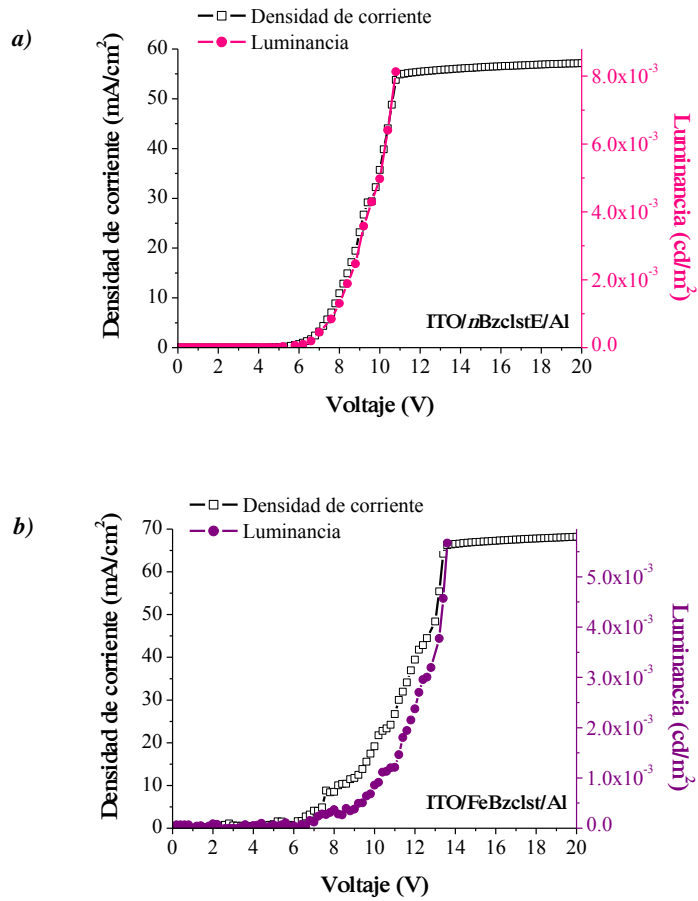 a)
Densidad de corriente
Luminancia
Densidad de corriente (mA/cm²)
60
50
40
30
20
10
0
8.0x10⁻³
6.0x10⁻³
4.0x10⁻³
2.0x10⁻³
0.0
Luminancia (cd/m²)
ITO/nBzclstE/Al
0 2 4 6 8 10 12 14 16 18 20
Voltaje (V)
b)
Densidad de corriente
Luminancia
Densidad de corriente (mA/cm²)
70
60
50
40
30
20
10
0
5.0x10⁻³
4.0x10⁻³
3.0x10⁻³
2.0x10⁻³
1.0x10⁻³
0.0
Luminancia (cd/m²)
ITO/FeBzclst/Al
0 2 4 6 8 10 12 14 16 18 20
Voltaje (V)